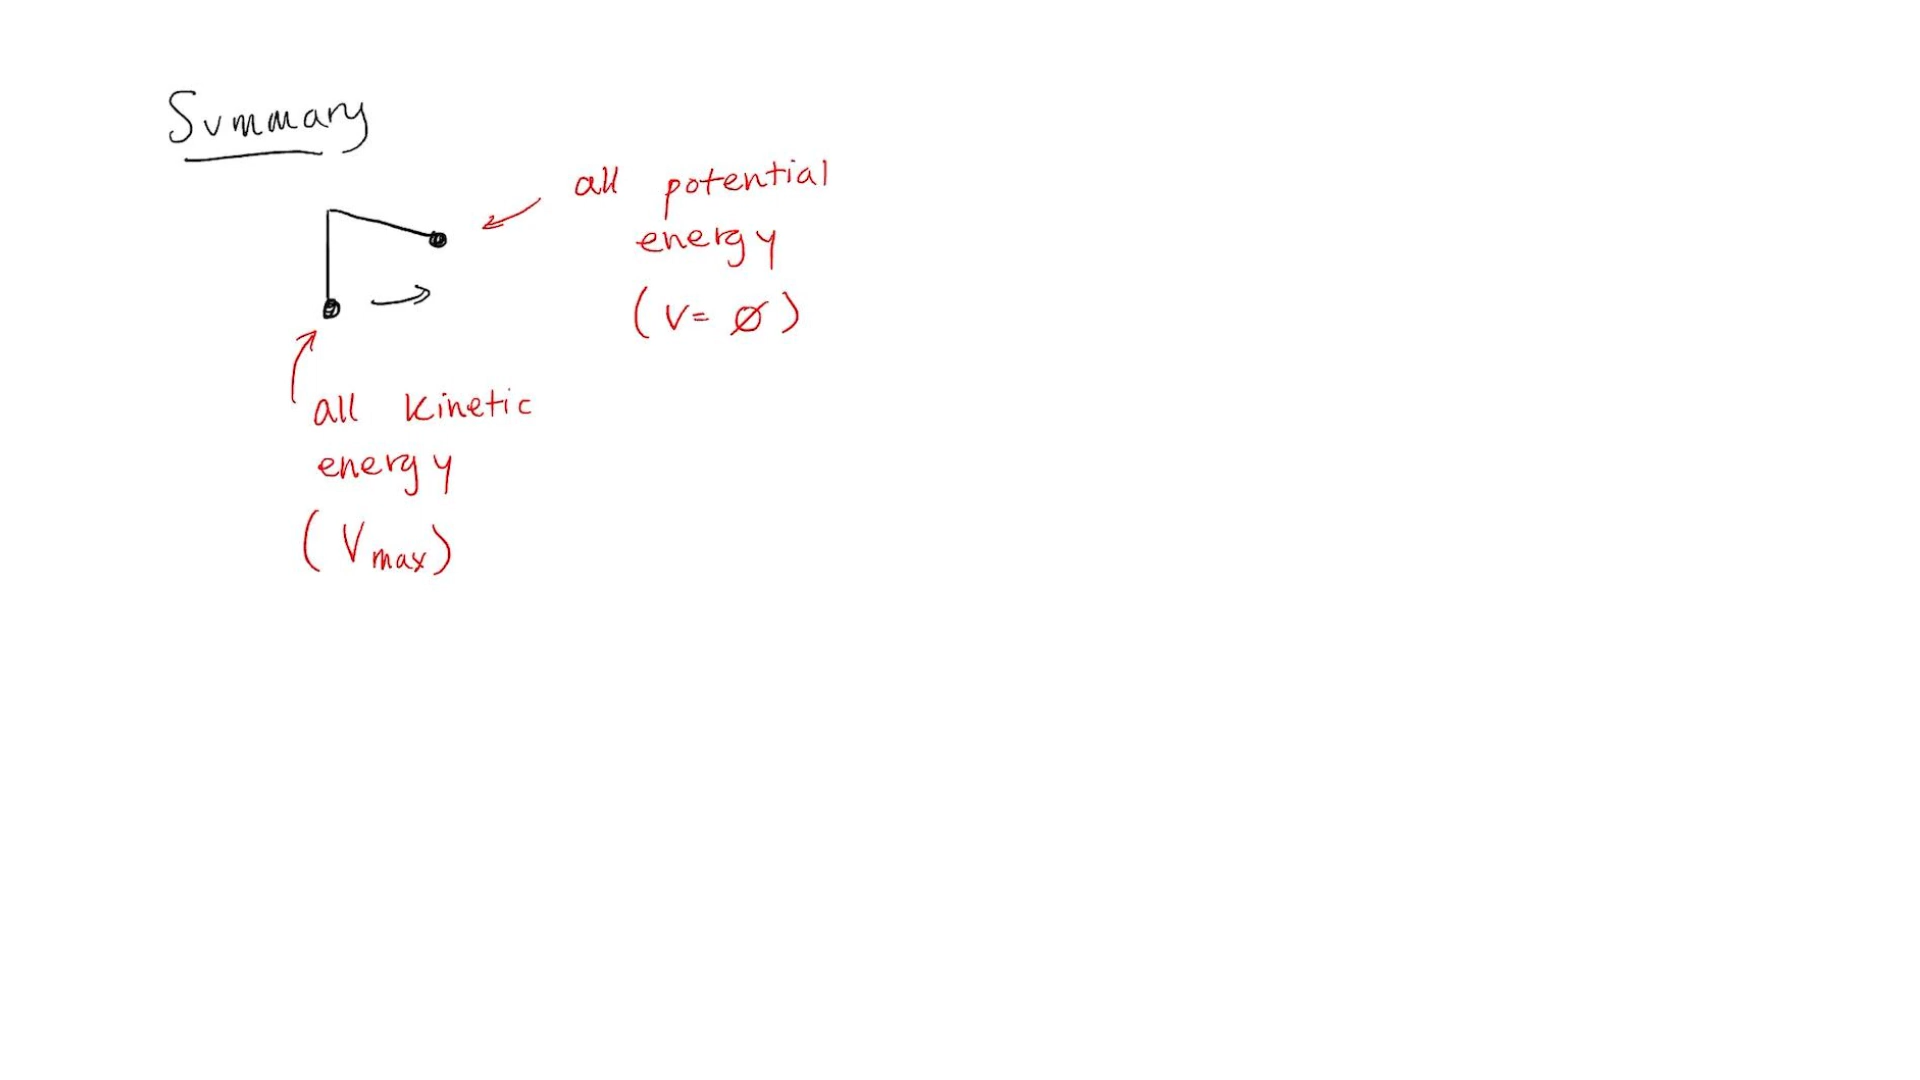 Summary
all potential
energy
(v= ∅)
all kinetic
energy
(Vmax)